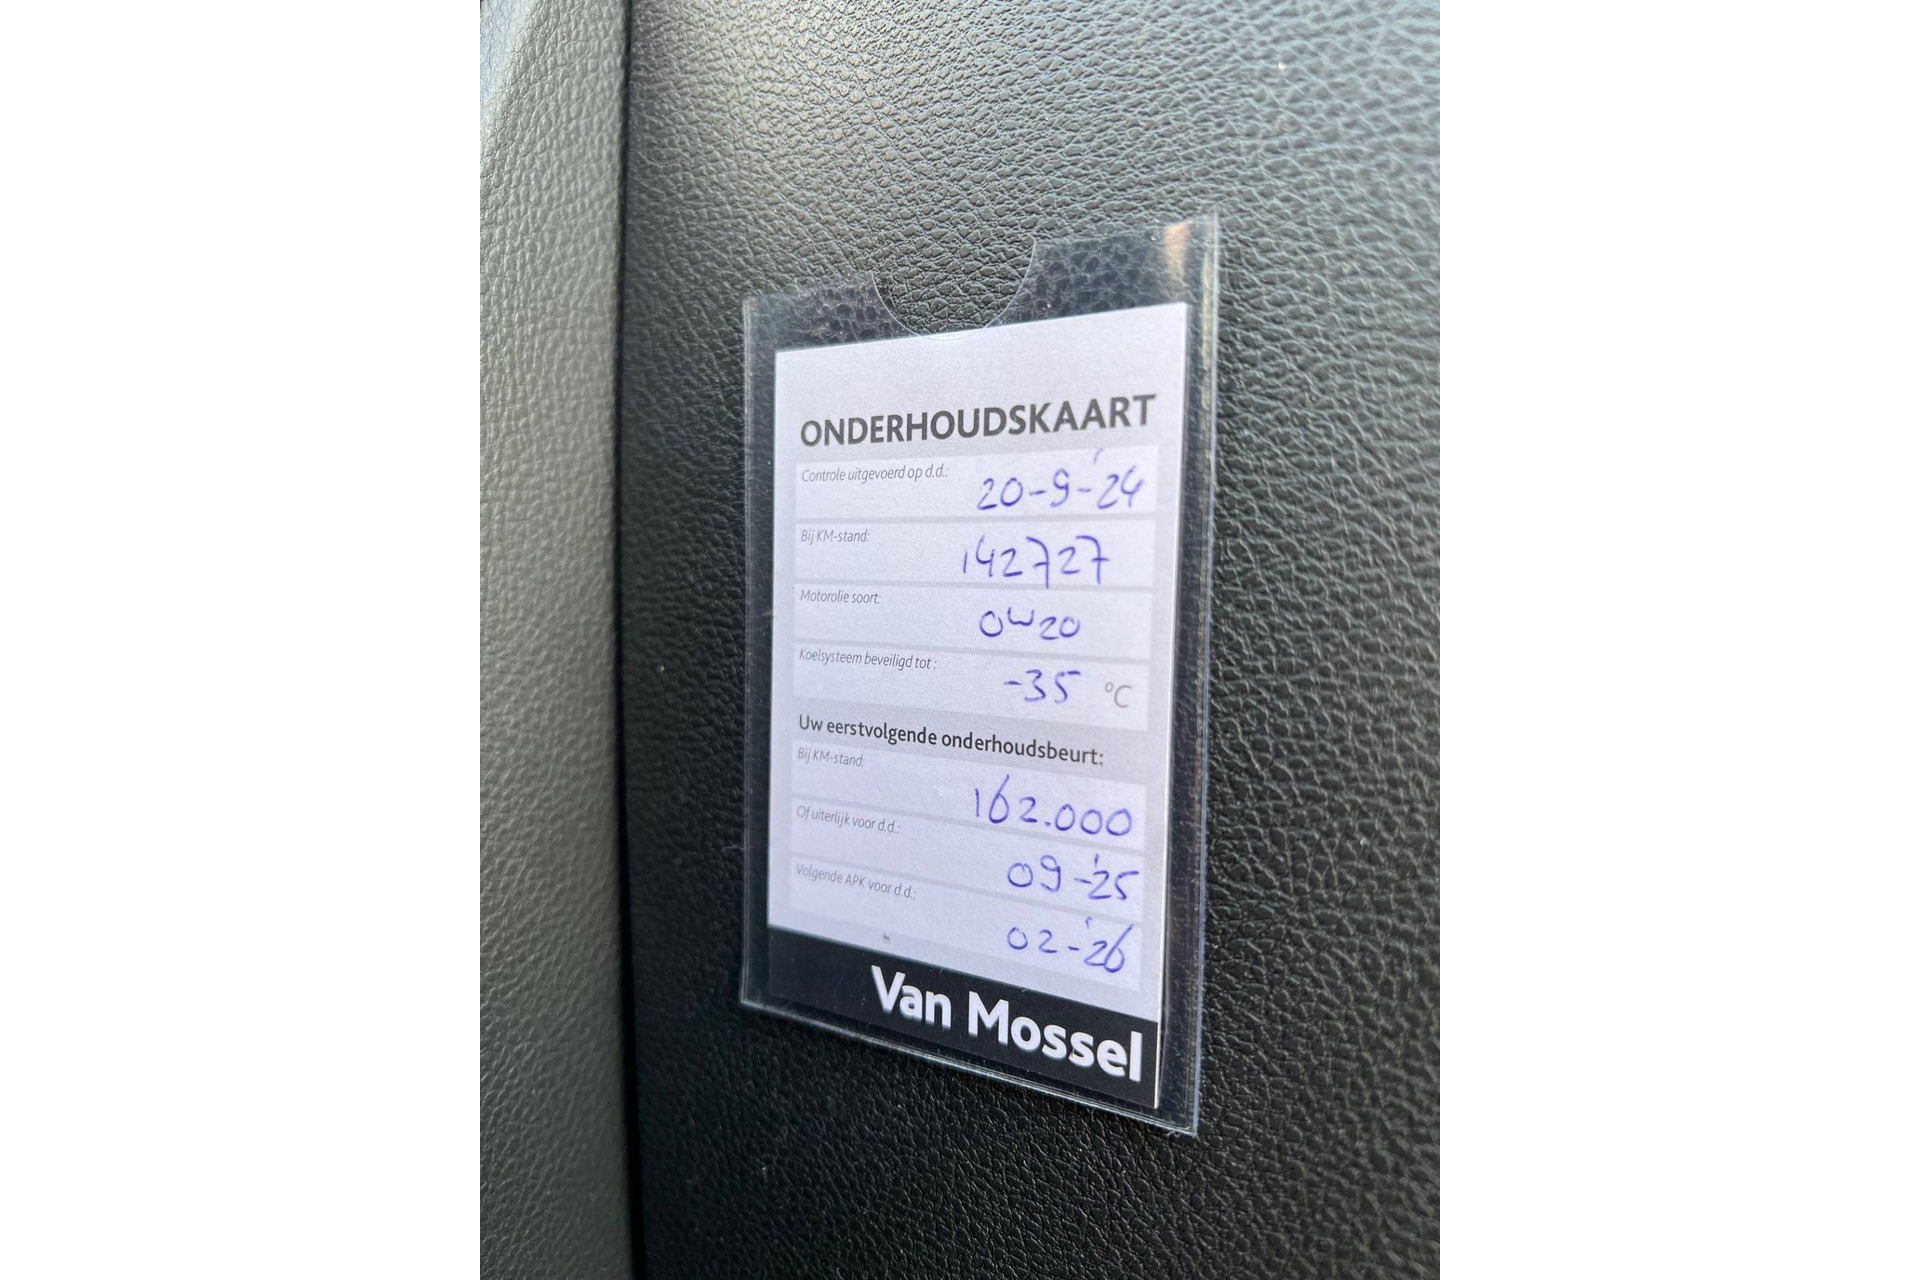 ONDERHOUDSKAART
Controle uitgevoerd op d.d.: 20-9-'24
Bij KM-stand: 142727
Motorolie soort: 0W20
Koelsysteem beveiligd tot : -35 °C
Uw eerstvolgende onderhoudsbeurt:
Bij KM-stand: 162.000
Of uiterlijk voor d.d.: 09-'25
Volgende APK voor d.d.: 02-'26
Van Mossel